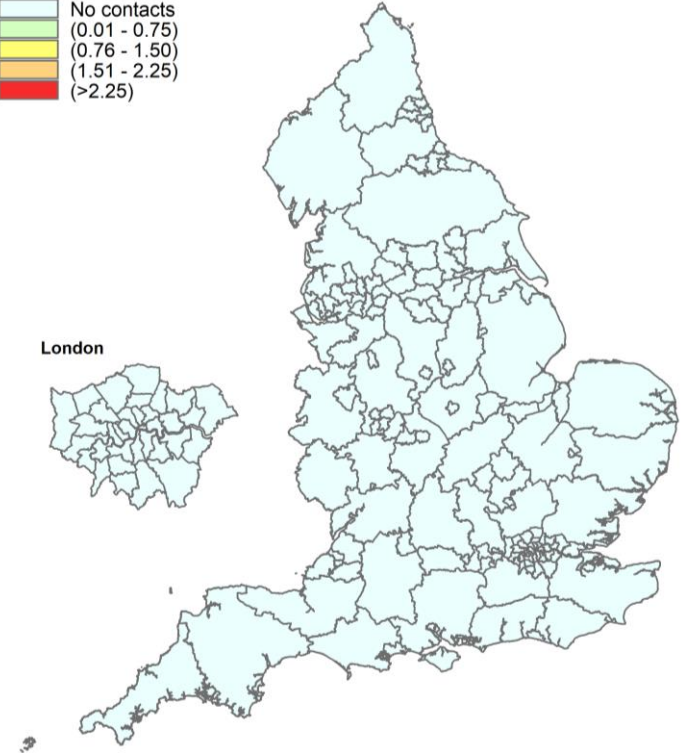 No contacts
(0.01 - 0.75)
(0.76 - 1.50)
(1.51 - 2.25)
(>2.25)
London